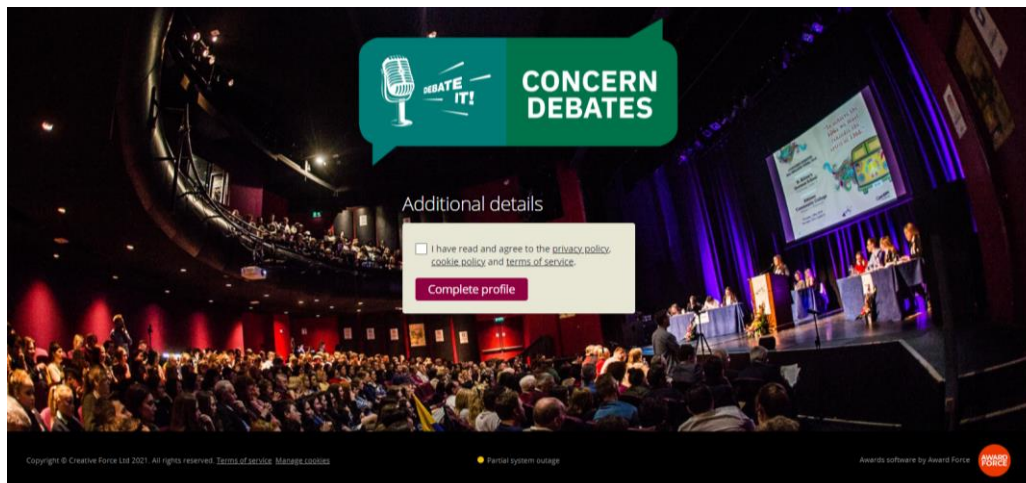 DEBATE
IT!
CONCERN
DEBATES
Additional details
I have read and agree to the privacy policy,
cookie policy and terms of service.
Complete profile
Copyright © Creative Force Ltd 2021. All rights reserved. Terms of service Manage cookies
Partial system outage
Awards software by Award Force
AWARD
FORCE